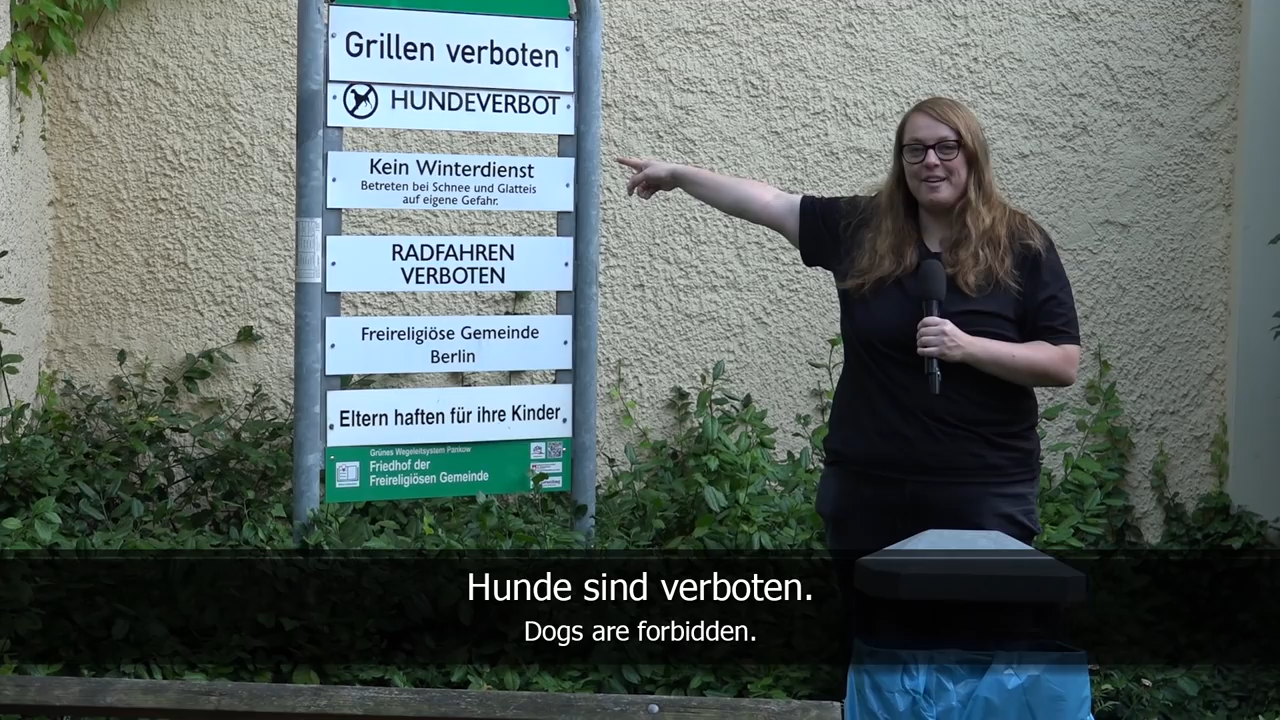 Grillen verboten
HUNDEVERBOT
Kein Winterdienst
Betreten bei Schnee und Glatteis
auf eigene Gefahr.
RADFAHREN
VERBOTEN
Freireligiöse Gemeinde
Berlin
Eltern haften für ihre Kinder
Grünes Wegeleitsystem Pankow
Friedhof der
Freireligiösen Gemeinde
Hunde sind verboten.
Dogs are forbidden.